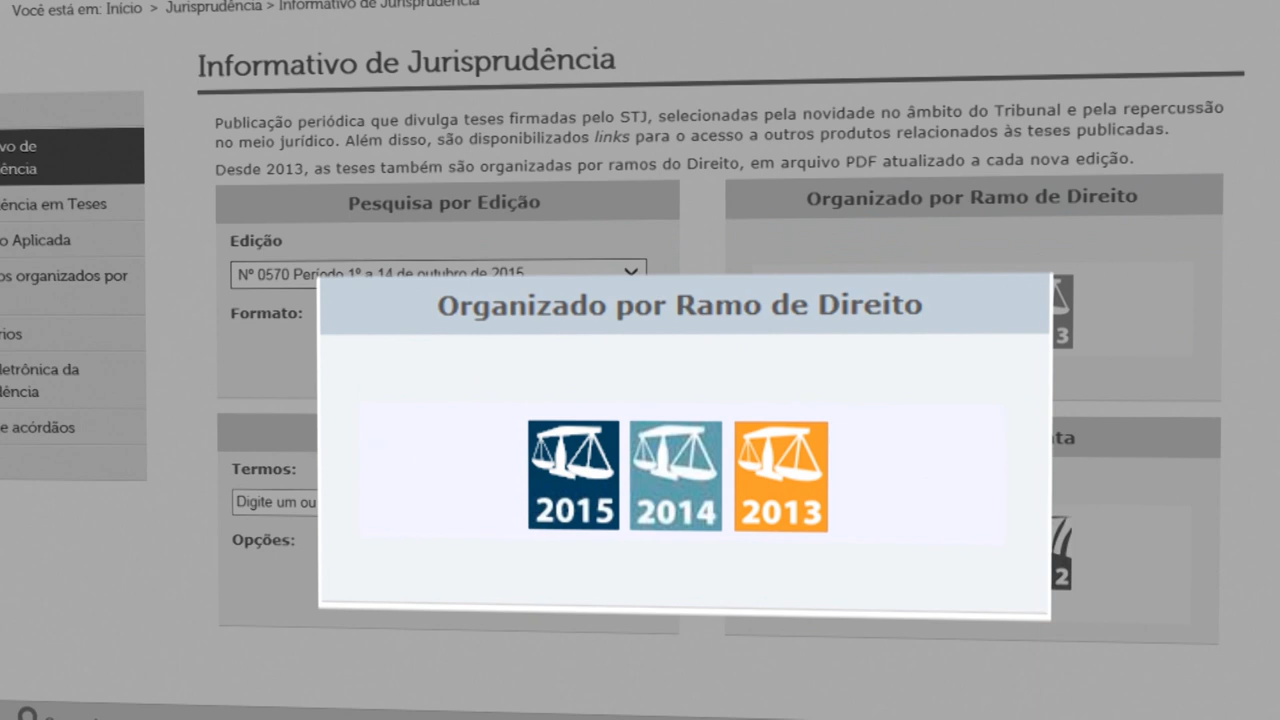 Você está em: Início > Jurisprudência > Informativo de Jurisprudência
Informativo de Jurisprudência
Publicação periódica que divulga teses firmadas pelo STJ, selecionadas pela novidade no âmbito do Tribunal e pela repercussão
no meio jurídico. Além disso, são disponibilizados links para o acesso a outros produtos relacionados às teses publicadas.
Desde 2013, as teses também são organizadas por ramos do Direito, em arquivo PDF atualizado a cada nova edição.
vo de
ência
ência em Teses
o Aplicada
os organizados por
rios
letrônica da
dência
e acórdãos
Pesquisa por Edição
Edição
Nº 0570 Período 1º a 14 de outubro de 2015
Formato:
Termos:
Digite um ou
Opções:
Organizado por Ramo de Direito
3
ta
2
Organizado por Ramo de Direito
2015 2014 2013